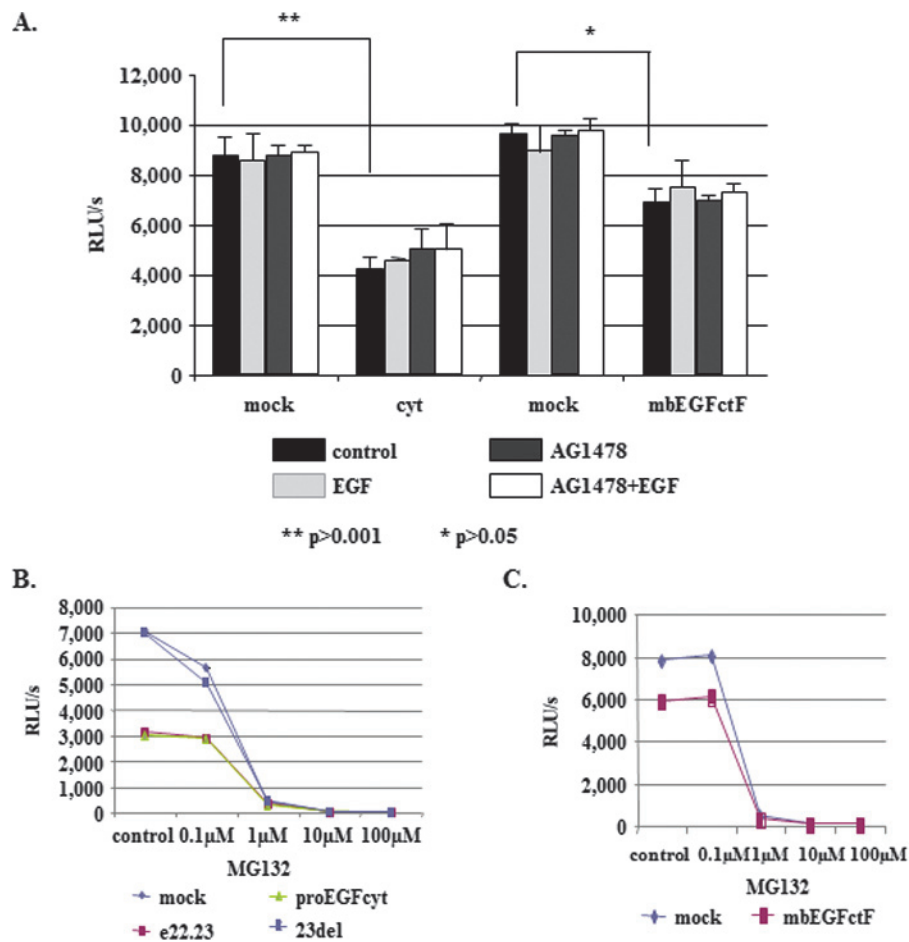 A.
**
*
12,000
10,000
8,000
6,000
4,000
2,000
0
RLU/s
mock
cyt
mock
mbEGFctF
control
AG1478
EGF
AG1478+EGF
** p>0.001
* p>0.05
B.
8,000
7,000
6,000
5,000
4,000
3,000
2,000
1,000
0
RLU/s
control 0.1µM 1µM 10µM 100µM
MG132
mock
proEGFcyt
e22.23
23del
C.
10,000
8,000
6,000
4,000
2,000
0
RLU/s
control 0.1µM 1µM 10µM 100µM
MG132
mock
mbEGFctF